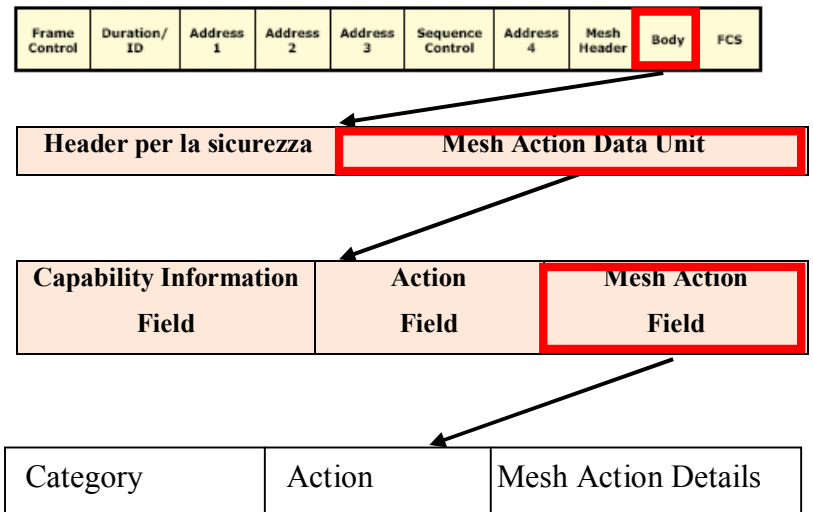 Frame Control Duration/ ID Address 1 Address 2 Address 3 Sequence Control Address 4 Mesh Header Body FCS
Header per la sicurezza Mesh Action Data Unit
Capability Information Field Action Field Mesh Action Field
Category Action Mesh Action Details